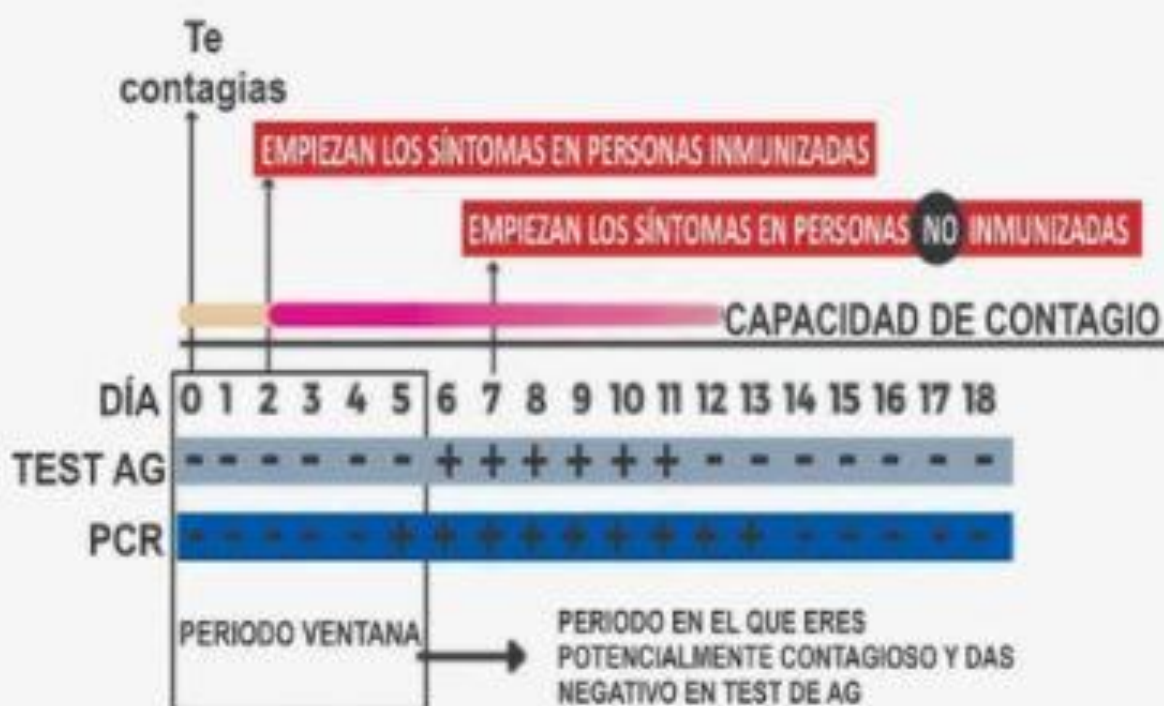 Te
contagias
EMPIEZAN LOS SÍNTOMAS EN PERSONAS INMUNIZADAS
EMPIEZAN LOS SÍNTOMAS EN PERSONAS NO INMUNIZADAS
CAPACIDAD DE CONTAGIO
DÍA 0 1 2 3 4 5 6 7 8 9 10 11 12 13 14 15 16 17 18
TEST AG - - - - - - + + + + + + - - - - - - -
PCR - - - - - + + + + + + + + + - - - - -
PERIODO VENTANA
PERIODO EN EL QUE ERES
POTENCIALMENTE CONTAGIOSO Y DAS
NEGATIVO EN TEST DE AG